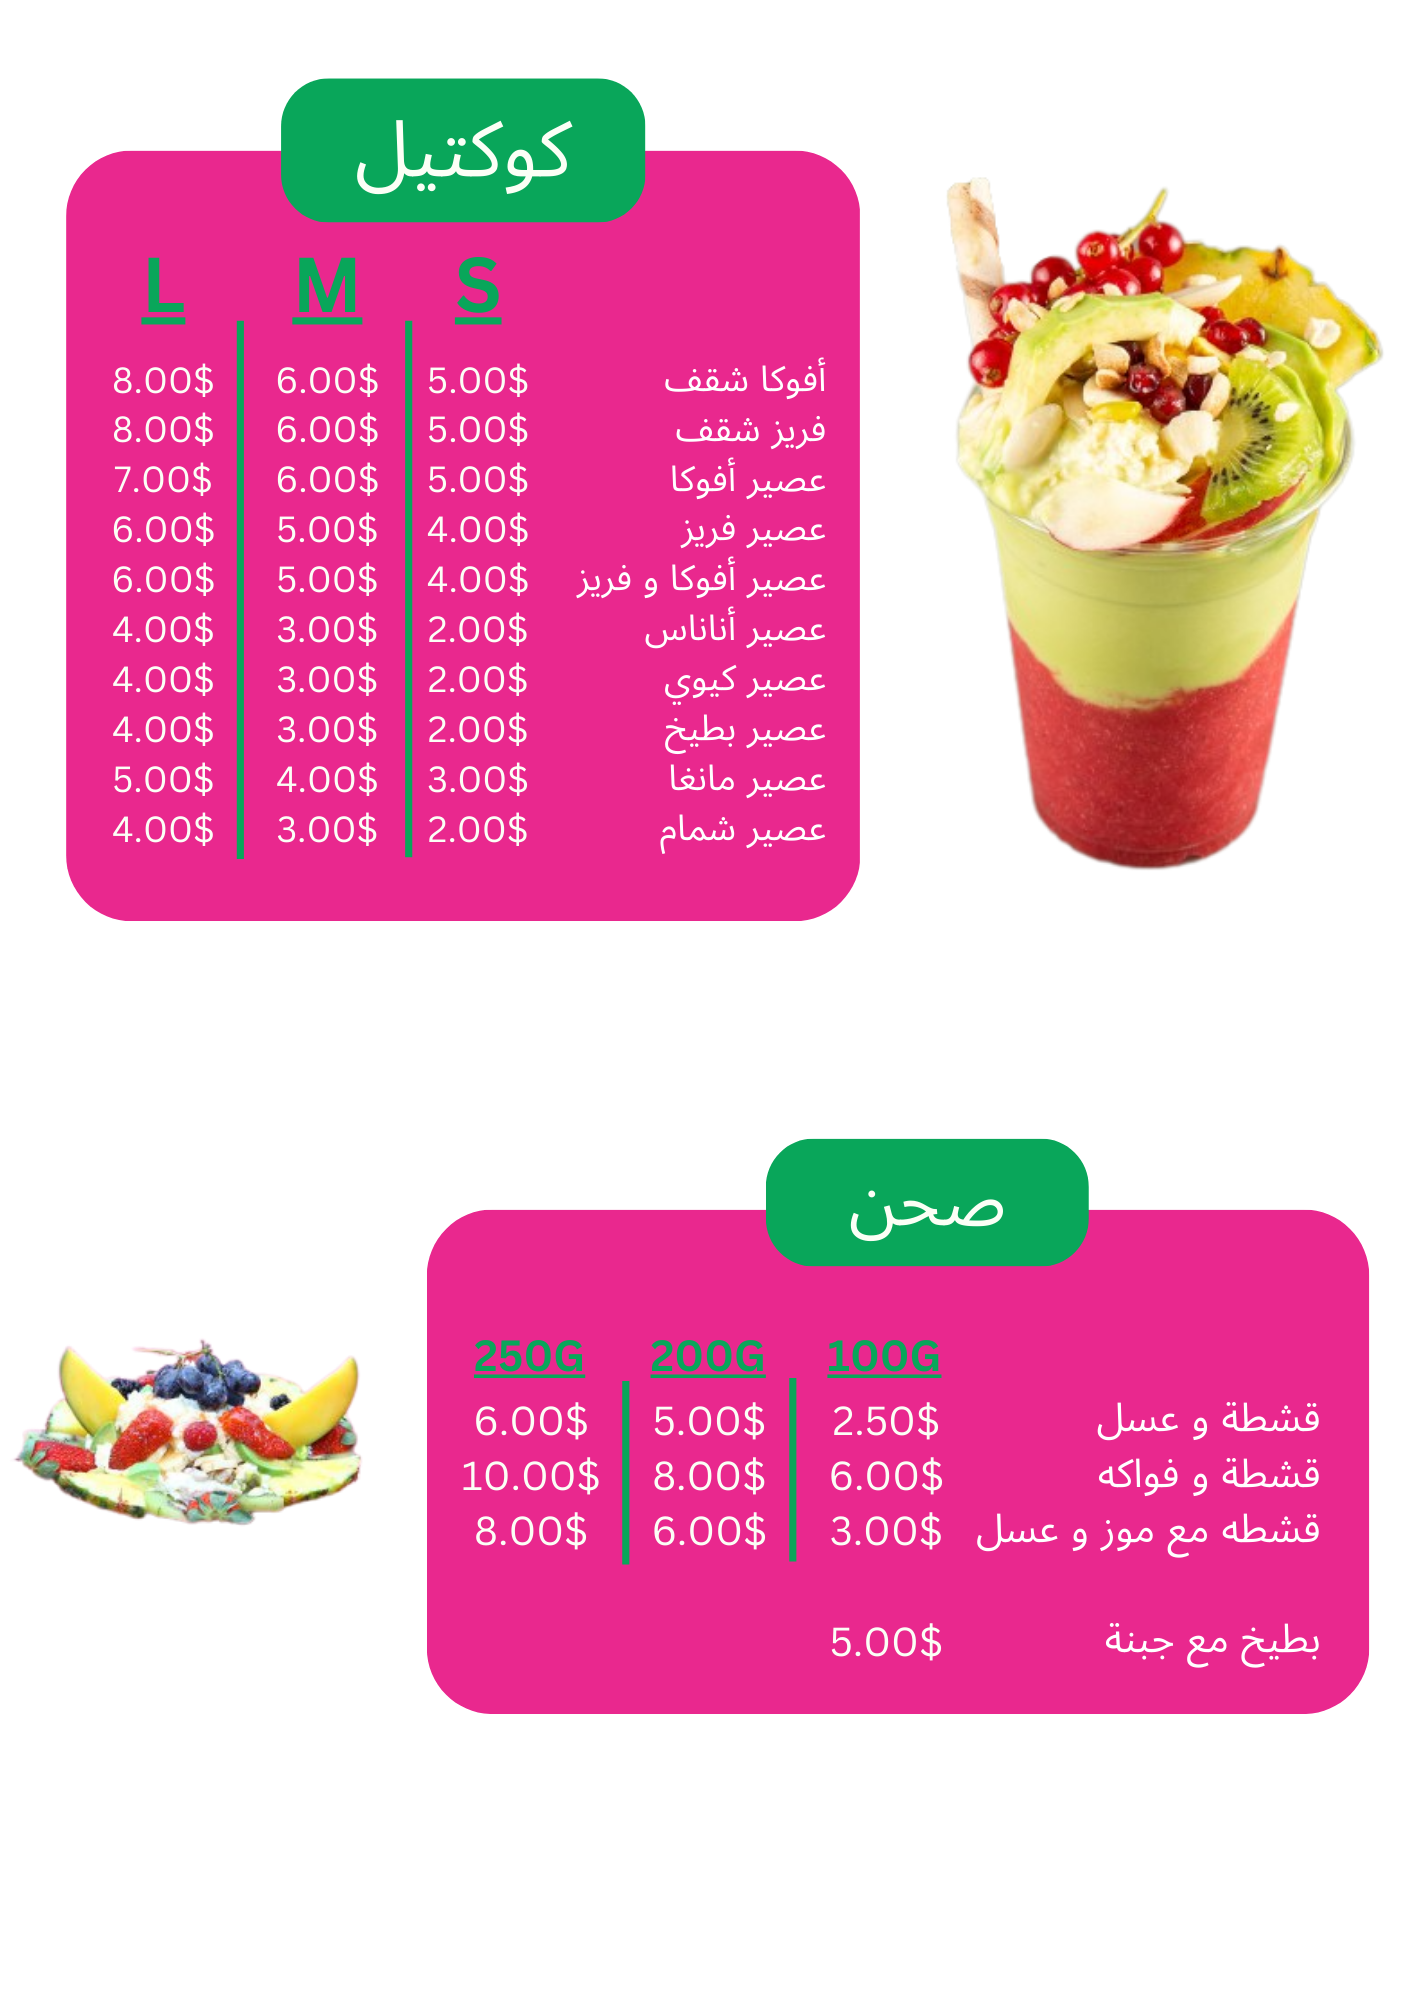 كوكتيل
S M L
أفوكا شقف 5.00$ 6.00$ 8.00$
فريز شقف 5.00$ 6.00$ 8.00$
عصير أفوكا 5.00$ 6.00$ 7.00$
عصير فريز 4.00$ 5.00$ 6.00$
عصير أفوكا و فريز 4.00$ 5.00$ 6.00$
عصير أناناس 2.00$ 3.00$ 4.00$
عصير كيوي 2.00$ 3.00$ 4.00$
عصير بطيخ 2.00$ 3.00$ 4.00$
عصير مانغا 3.00$ 4.00$ 5.00$
عصير شمام 2.00$ 3.00$ 4.00$
صحن
100G 200G 250G
قشطة و عسل 2.50$ 5.00$ 6.00$
قشطة و فواكه 6.00$ 8.00$ 10.00$
قشطه مع موز و عسل 3.00$ 6.00$ 8.00$
بطيخ مع جبنة 5.00$